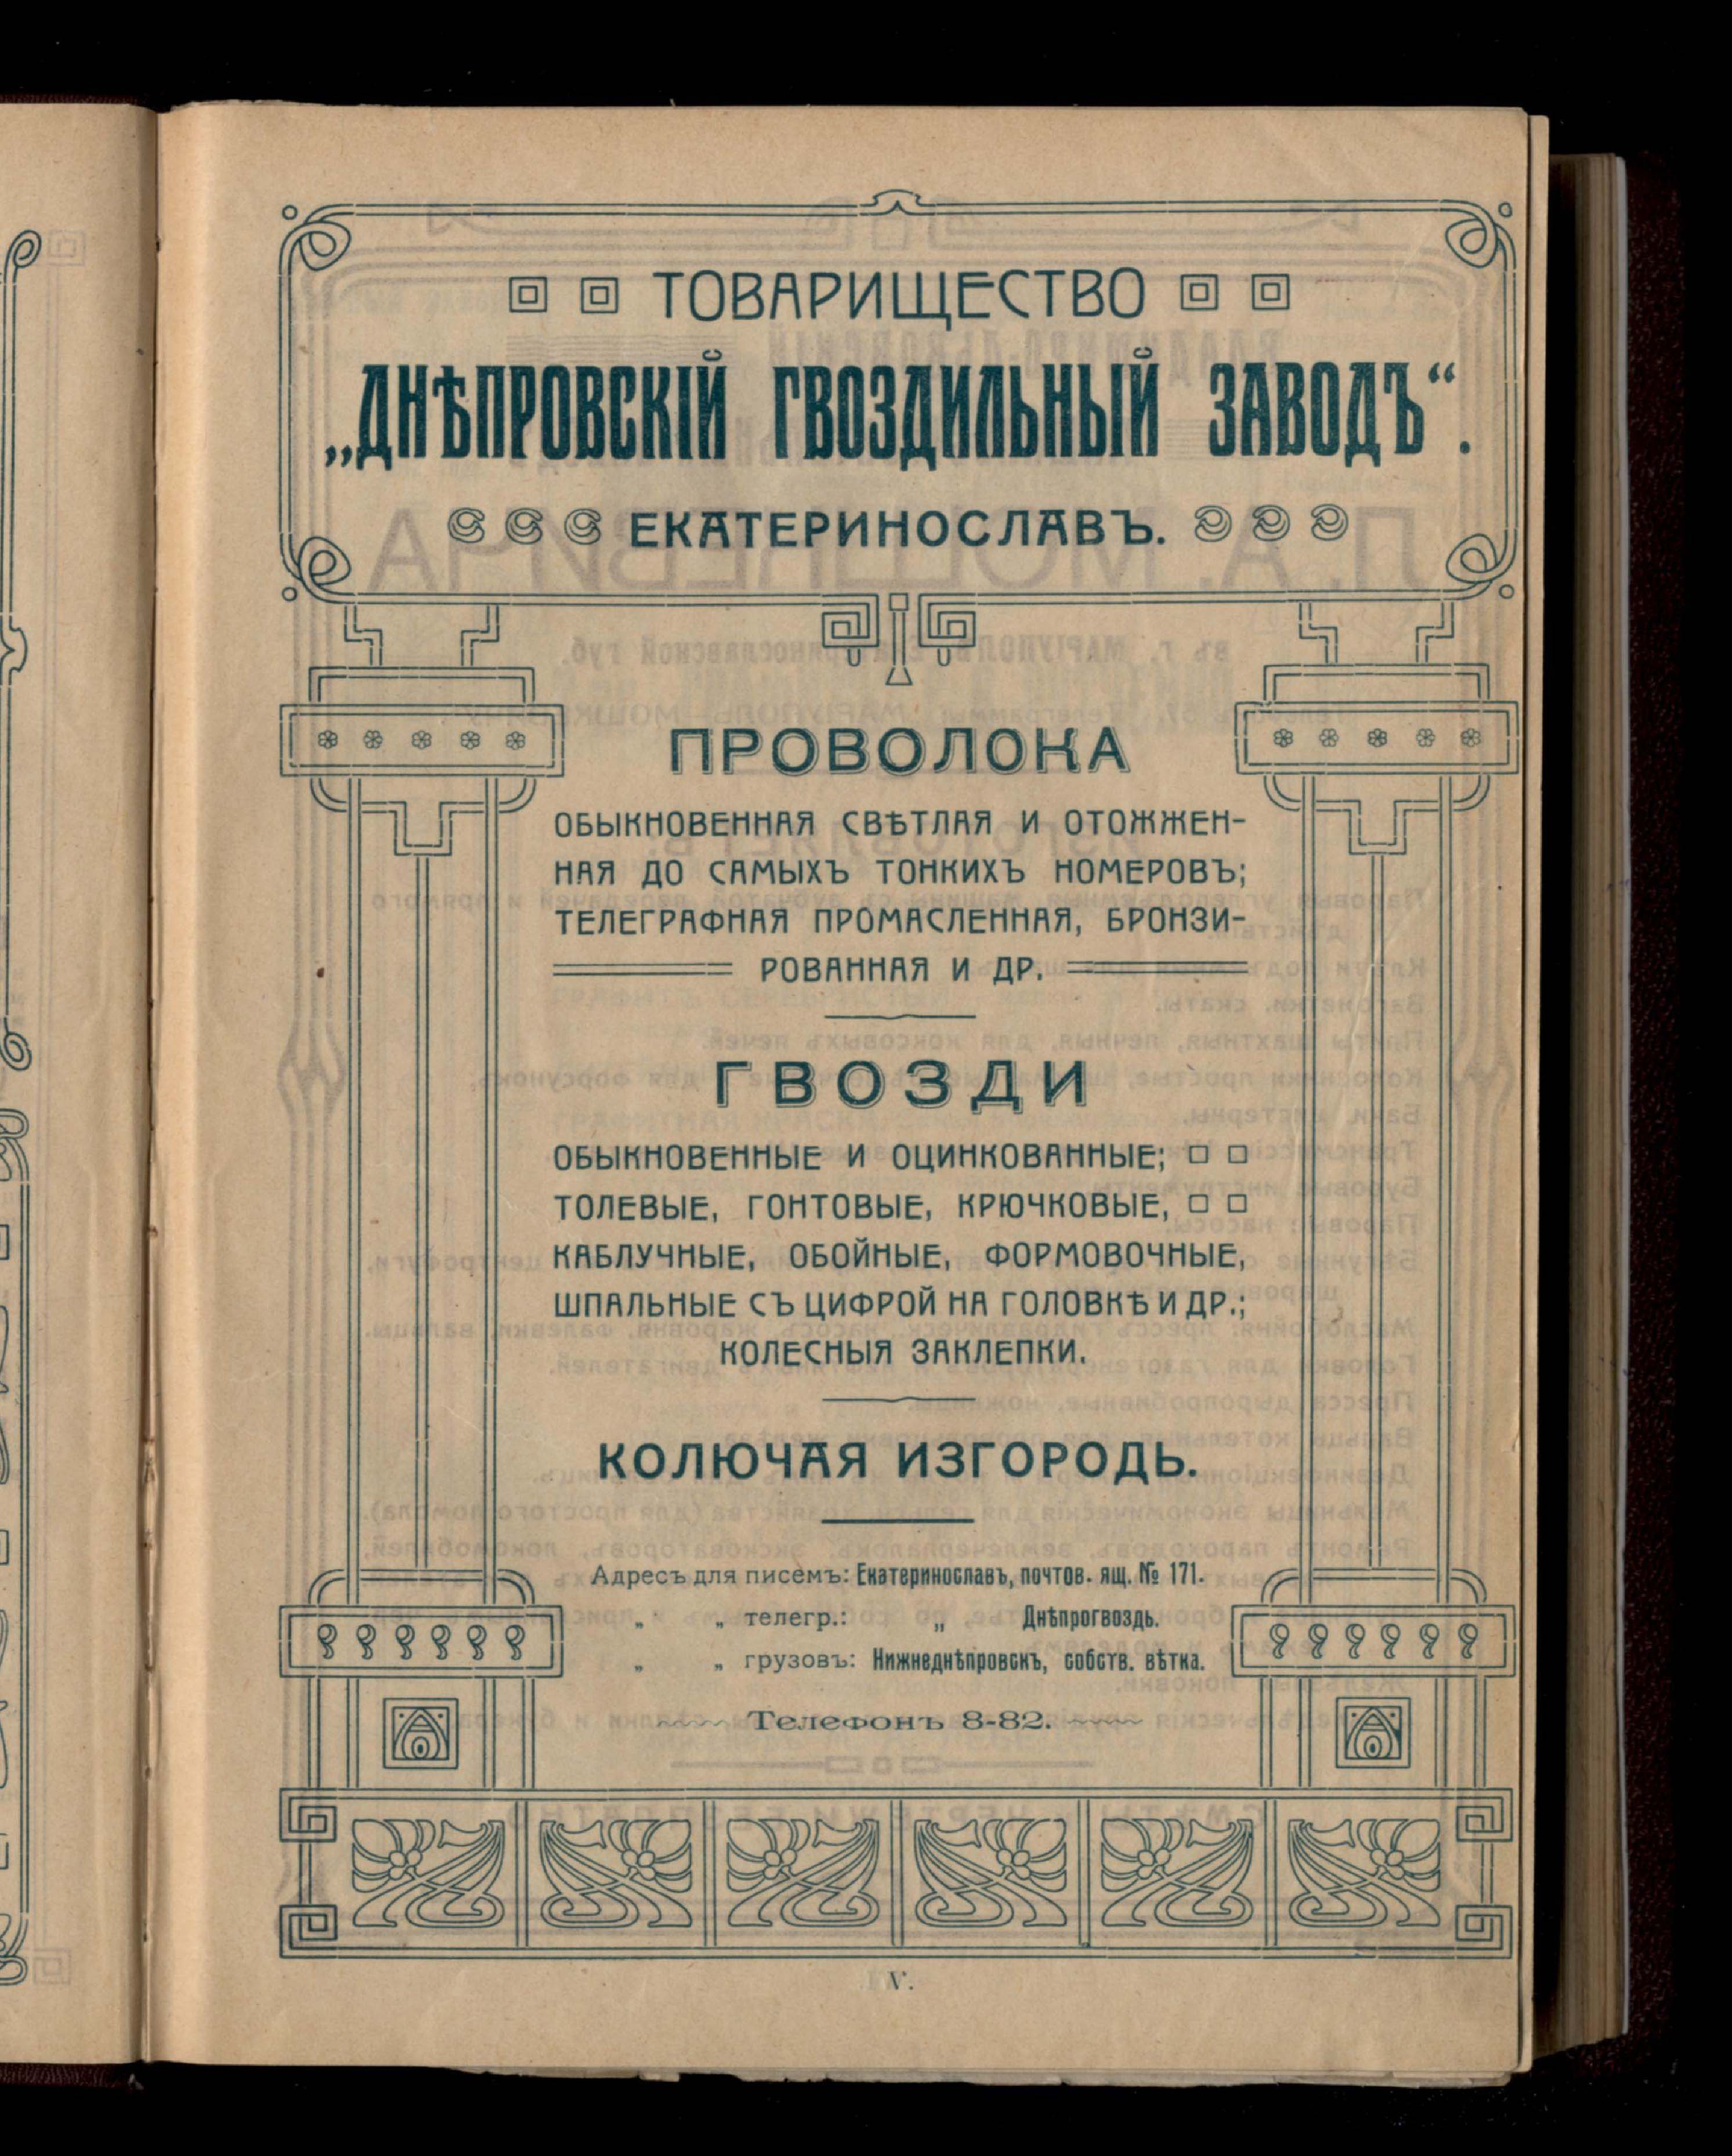 ТОВАРИЩЕСТВО
„ДНѢПРОВСКІЙ ГВОЗДИЛЬНЫЙ ЗАВОДЪ“.
ЕКАТЕРИНОСЛАВЪ.
ПРОВОЛОКА
ОБЫКНОВЕННАЯ СВѢТЛАЯ И ОТОЖЖЕН-
НАЯ ДО САМЫХЪ ТОНКИХЪ НОМЕРОВЪ;
ТЕЛЕГРАФНАЯ ПРОМАСЛЕННАЯ, БРОНЗИ-
РОВАННАЯ И ДР.
ГВОЗДИ
ОБЫКНОВЕННЫЕ И ОЦИНКОВАННЫЕ;
ТОЛЕВЫЕ, ГОНТОВЫЕ, КРЮЧКОВЫЕ,
КАБЛУЧНЫЕ, ОБОЙНЫЕ, ФОРМОВОЧНЫЕ,
ШПАЛЬНЫЕ СЪ ЦИФРОЙ НА ГОЛОВКѢ И ДР.;
КОЛЕСНЫЯ ЗАКЛЕПКИ.
КОЛЮЧАЯ ИЗГОРОДЬ.
Адресъ для писемъ: Екатеринославъ, почтов. ящ. № 171.
„ „ телегр.: „ Днѣпрогвоздь.
„ „ грузовъ: Нижнеднѣпровскъ, собств. вѣтка.
Телефонъ 8-82.
V.